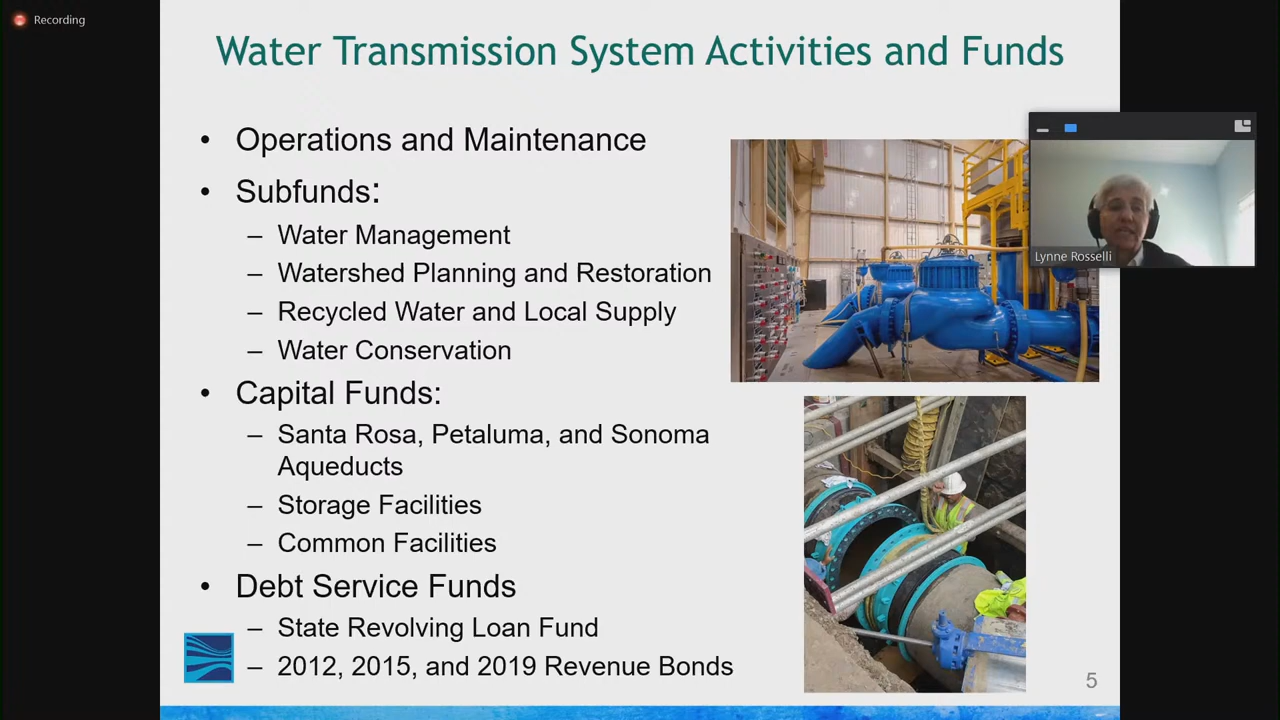 Recording
Water Transmission System Activities and Funds
• Operations and Maintenance
• Subfunds:
– Water Management
– Watershed Planning and Restoration
– Recycled Water and Local Supply
– Water Conservation
• Capital Funds:
– Santa Rosa, Petaluma, and Sonoma
Aqueducts
– Storage Facilities
– Common Facilities
• Debt Service Funds
– State Revolving Loan Fund
– 2012, 2015, and 2019 Revenue Bonds
Lynne Rosselli
5